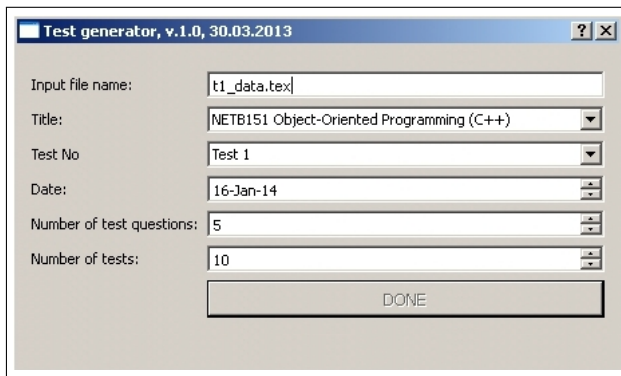 Test generator, v.1.0, 30.03.2013
Input file name: t1_data.tex
Title: NETB151 Object-Oriented Programming (C++)
Test No Test 1
Date: 16-Jan-14
Number of test questions: 5
Number of tests: 10
DONE